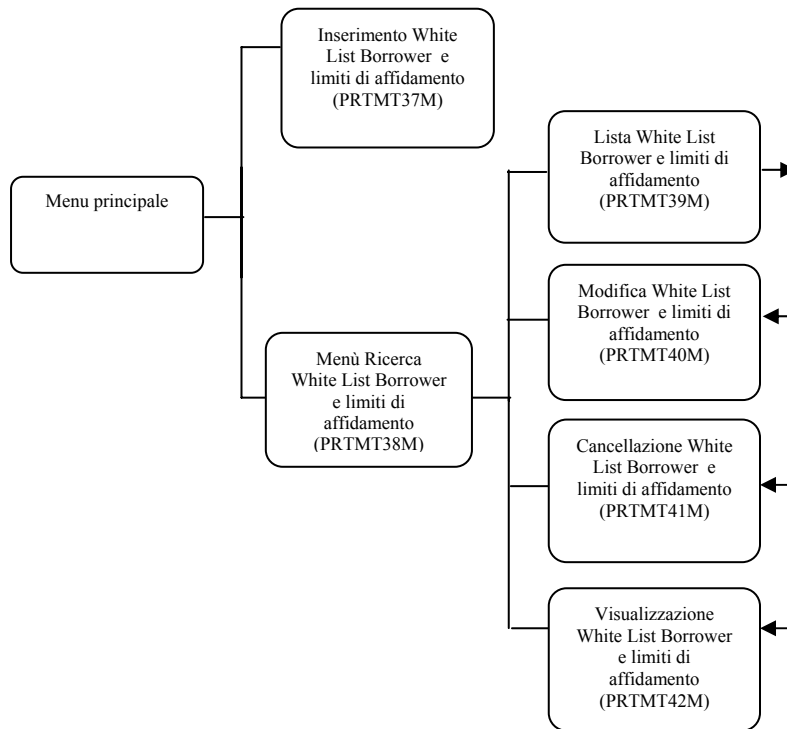 Inserimento White
List Borrower e
limiti di affidamento
(PRTMT37M)
Lista White List
Borrower e limiti di
affidamento
(PRTMT39M)
Menu principale
Modifica White List
Borrower e limiti di
affidamento
(PRTMT40M)
Menù Ricerca
White List Borrower
e limiti di
affidamento
(PRTMT38M)
Cancellazione White
List Borrower e
limiti di affidamento
(PRTMT41M)
Visualizzazione
White List Borrower
e limiti di
affidamento
(PRTMT42M)